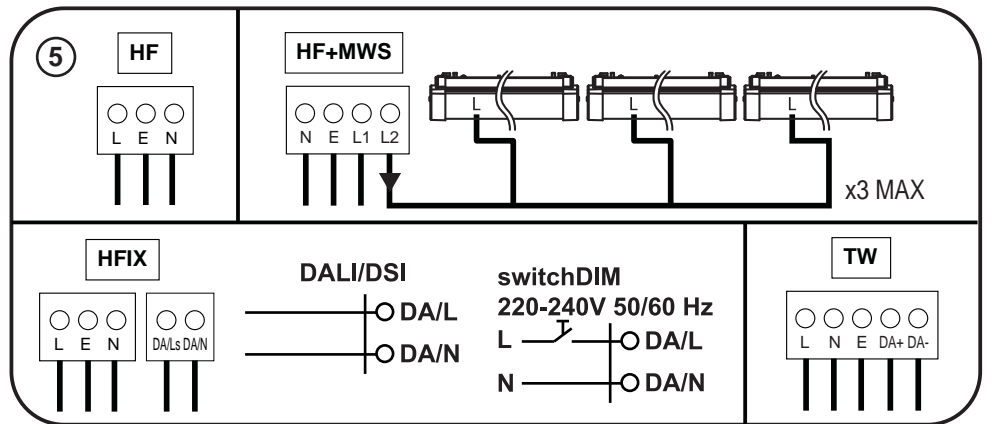 5
HF
L E N
HF+MWS
N E L1 L2
L
L
L
x3 MAX
HFIX
L E N
DA/Ls DA/N
DALI/DSI
DA/L
DA/N
switchDIM
220-240V 50/60 Hz
L DA/L
N DA/N
TW
L N E DA+ DA-